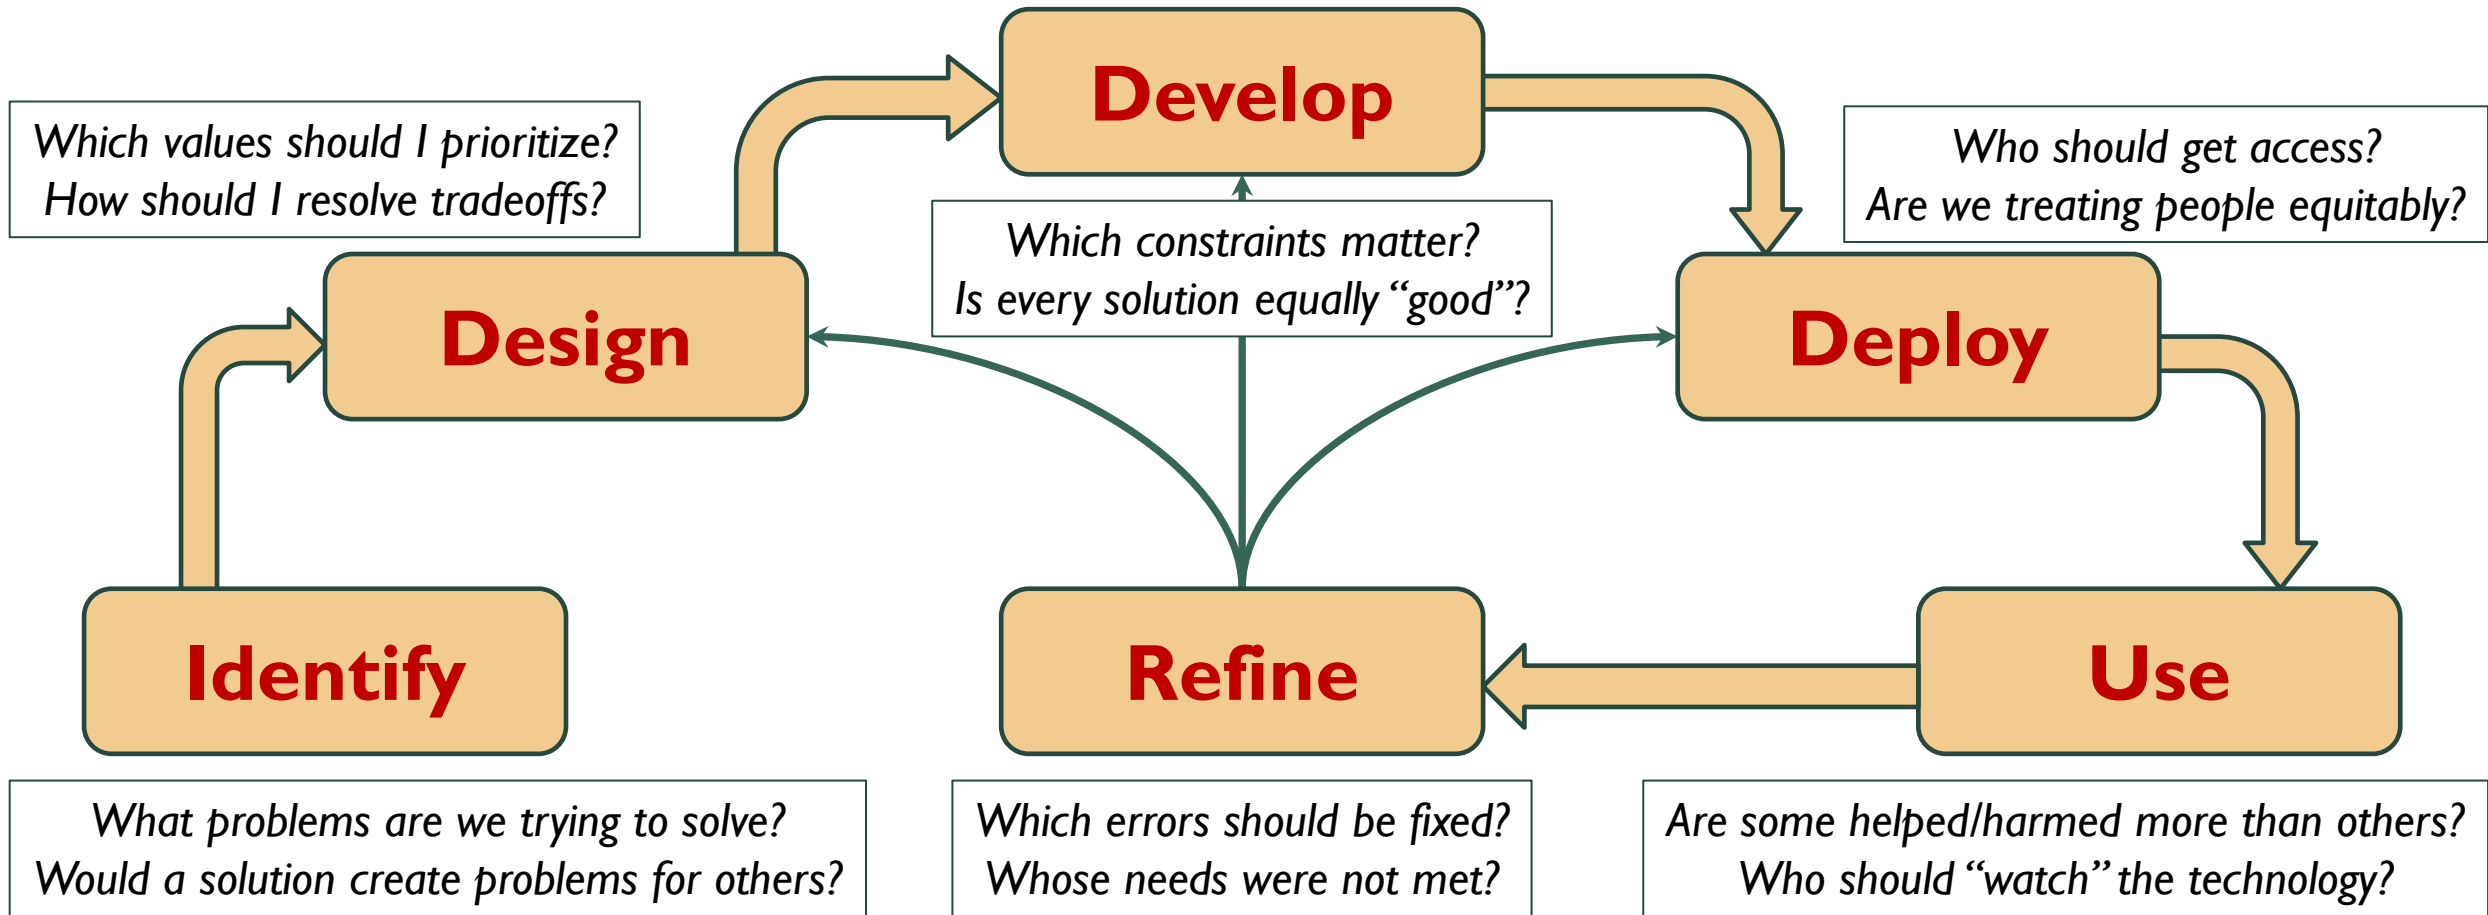 Develop
Which values should I prioritize?
How should I resolve tradeoffs?
Who should get access?
Are we treating people equitably?
Which constraints matter?
Is every solution equally “good”?
Design
Deploy
Identify
Refine
Use
What problems are we trying to solve?
Would a solution create problems for others?
Which errors should be fixed?
Whose needs were not met?
Are some helped/harmed more than others?
Who should “watch” the technology?